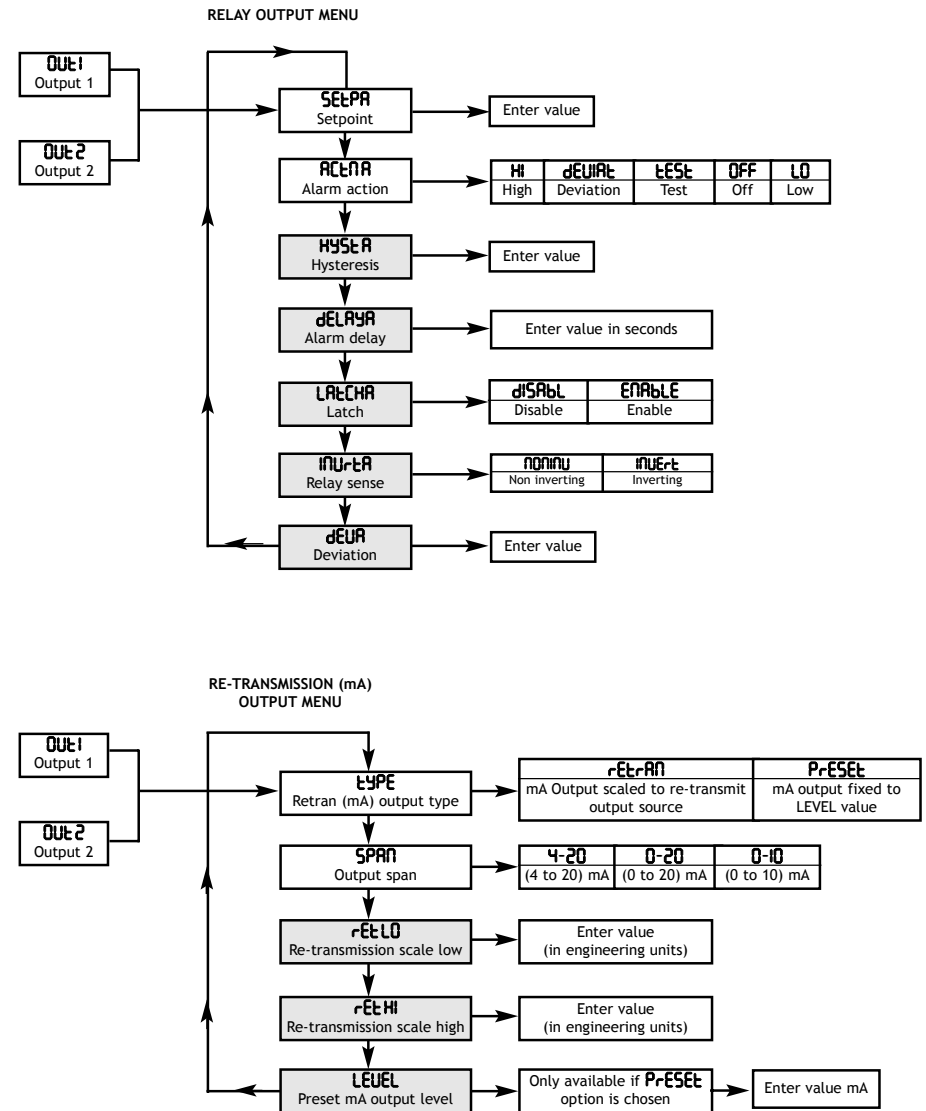 RELAY OUTPUT MENU
OUt1
Output 1
OUt2
Output 2
SEtPA
Setpoint
Enter value
ACtNA
Alarm action
HI
High
dEVIAt
Deviation
tESt
Test
OFF
Off
LO
Low
HYStA
Hysteresis
Enter value
dELAYA
Alarm delay
Enter value in seconds
LAtCHA
Latch
dISAbL
Disable
ENAbLE
Enable
INVrtA
Relay sense
NONINV
Non inverting
INVErt
Inverting
dEVA
Deviation
Enter value
RE-TRANSMISSION (mA)
OUTPUT MENU
OUt1
Output 1
OUt2
Output 2
tYPE
Retran (mA) output type
rEtrAN
mA Output scaled to re-transmit
output source
PrESEt
mA output fixed to
LEVEL value
SPAN
Output span
4-20
(4 to 20) mA
0-20
(0 to 20) mA
0-10
(0 to 10) mA
rEtLO
Re-transmission scale low
Enter value
(in engineering units)
rEtHI
Re-transmission scale high
Enter value
(in engineering units)
LEVEL
Preset mA output level
Only available if PrESEt
option is chosen
Enter value mA